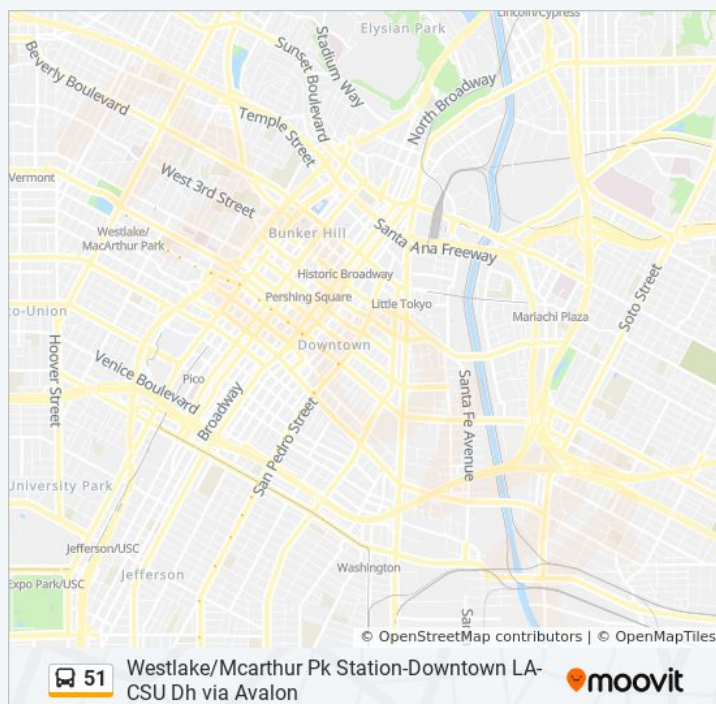 Elysian Park
Lincoln/Cypress
Stadium Way
Sunset Boulevard
Beverly Boulevard
North Broadway
Temple Street
Vermont
West 3rd Street
Westlake/
MacArthur Park
Bunker Hill
Santa Ana Freeway
Historic Broadway
Pershing Square
Little Tokyo
Mariachi Plaza
Soto Street
co-Union
Downtown
Hoover Street
Venice Boulevard
Pico
Broadway
San Pedro Street
Santa Fe Avenue
University Park
Jefferson/USC
Jefferson
Expo Park/USC
Washington
© OpenStreetMap contributors | © OpenMapTiles
51
Westlake/Mcarthur Pk Station-Downtown LA-
CSU Dh via Avalon
moovit